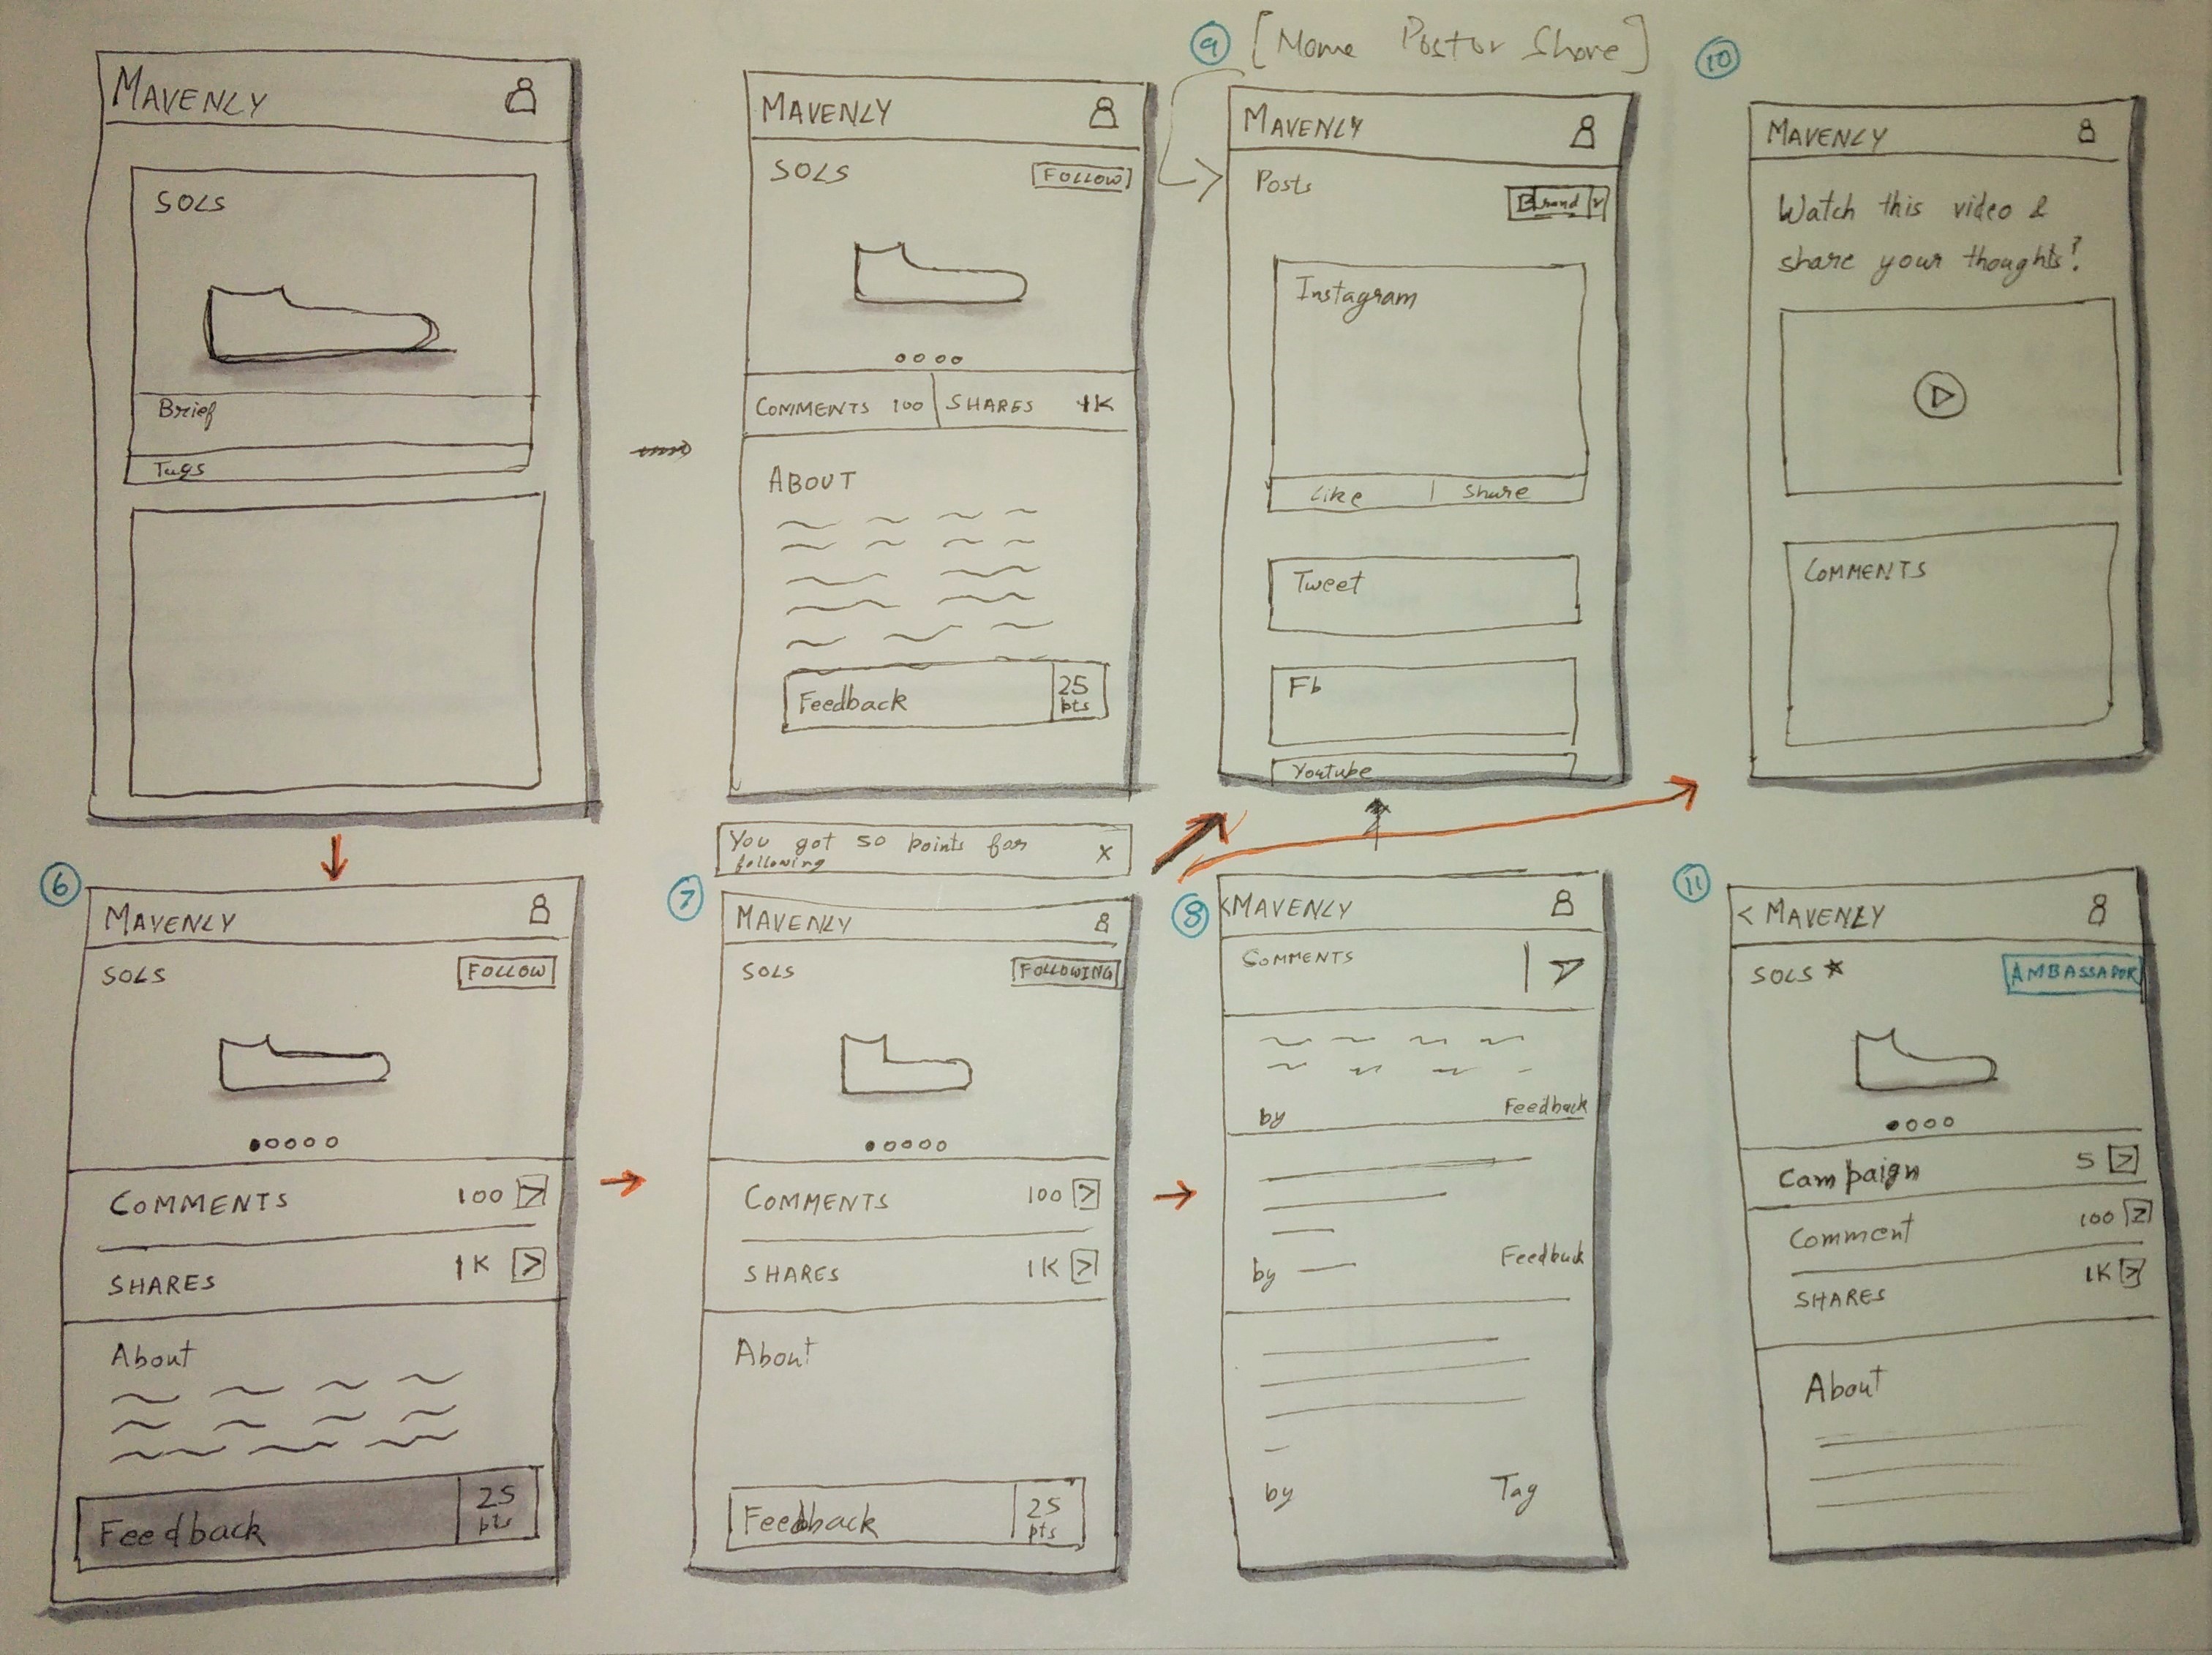 MAVENLY
SOLS
Brief
Tags
MAVENLY
SOLS
FOLLOW
COMMENTS 100
SHARES 1K
ABOUT
Feedback
25
pts
9
[
Share]
MAVENLY
Posts
Brand
Instagram
Like
Share
Tweet
Fb
Youtube
10
MAVENLY
Watch this video &
share your thoughts?
COMMENTS
6
MAVENLY
SOLS
FOLLOW
COMMENTS 100 >
SHARES 1K >
About
Feedback
25
pts
You got 50 points for
following
X
7
MAVENLY
SOLS
FOLLOWING
COMMENTS 100 >
SHARES 1K >
About
Feedback
25
pts
8
<MAVENLY
COMMENTS
by
Feedback
by
Feedback
by
Tag
11
< MAVENLY
SOLS
AMBASSADOR
Campaign 5 >
Comment 100 >
SHARES 1K >
About